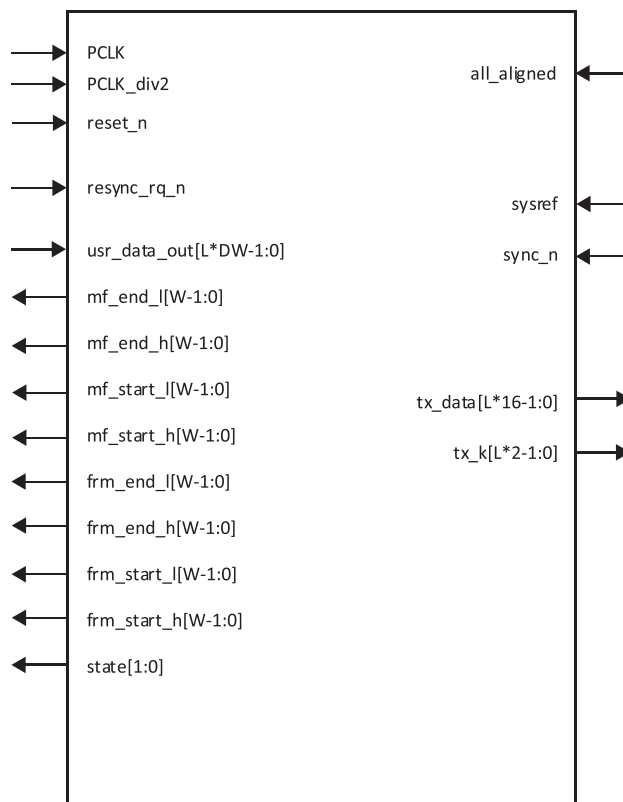 PCLK
PCLK_div2
reset_n
resync_rq_n
usr_data_out[L*DW-1:0]
mf_end_l[W-1:0]
mf_end_h[W-1:0]
mf_start_l[W-1:0]
mf_start_h[W-1:0]
frm_end_l[W-1:0]
frm_end_h[W-1:0]
frm_start_l[W-1:0]
frm_start_h[W-1:0]
state[1:0]
all_aligned
sysref
sync_n
tx_data[L*16-1:0]
tx_k[L*2-1:0]